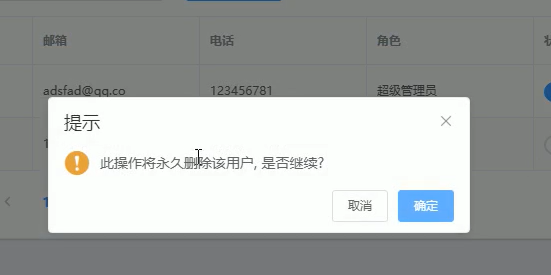 邮箱 电话 角色
adsfad@qq.co 123456781 超级管理员
提示
此操作将永久删除该用户, 是否继续?
取消 确定